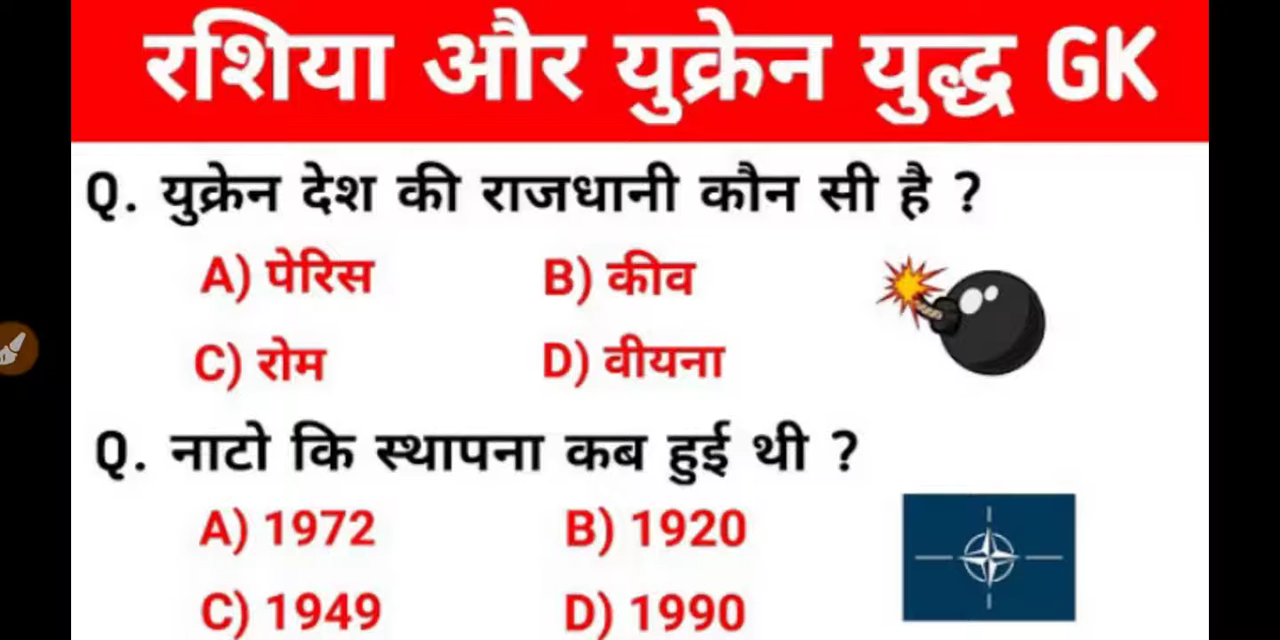 रशिया और युक्रेन युद्ध GK
Q. युक्रेन देश की राजधानी कौन सी है ?
A) पेरिस B) कीव
C) रोम D) वीयना
Q. नाटो कि स्थापना कब हुई थी ?
A) 1972 B) 1920
C) 1949 D) 1990